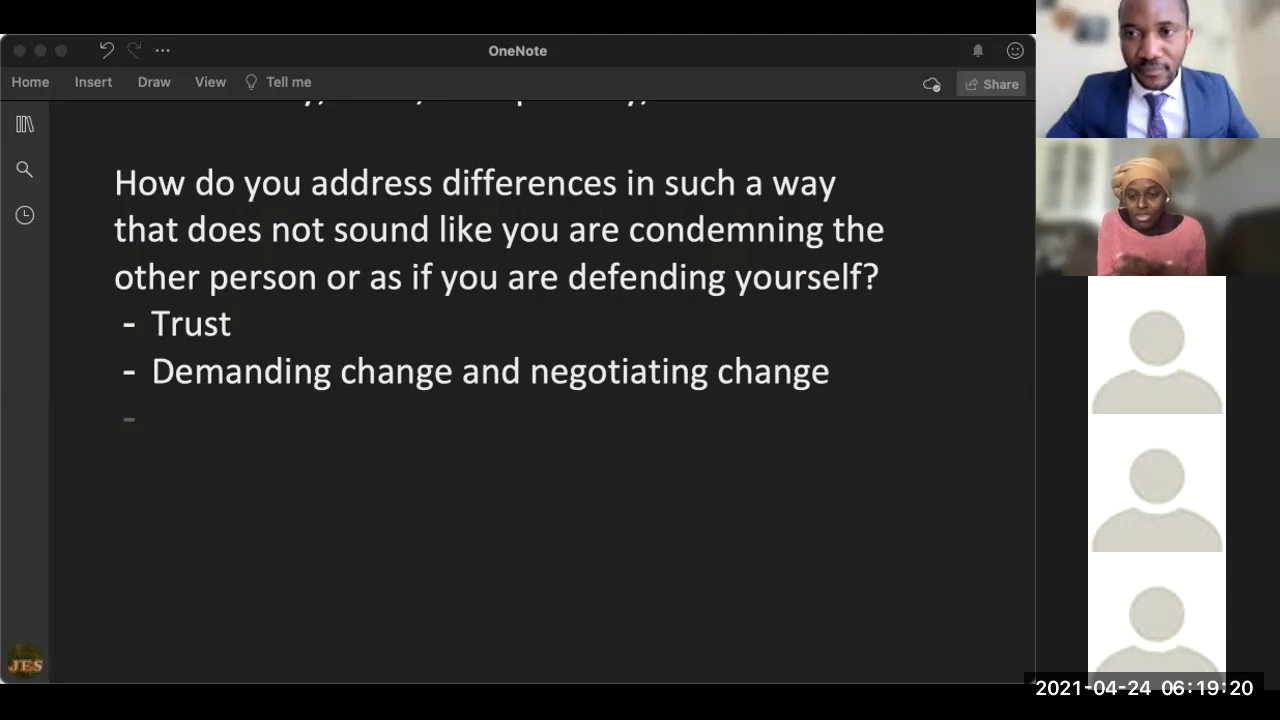 OneNote
Home Insert Draw View Tell me Share
How do you address differences in such a way
that does not sound like you are condemning the
other person or as if you are defending yourself?
- Trust
- Demanding change and negotiating change
-
JES
2021-04-24 06:19:20